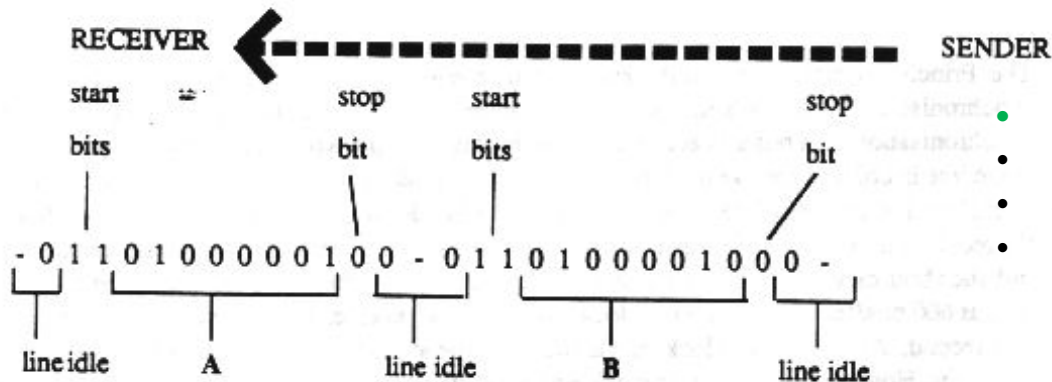 RECEIVER SENDER
start = stop start stop
bits bit bits bit
- 0 1 1 0 1 0 0 0 0 0 1 0 0 - 0 1 1 0 1 0 0 0 0 1 0 0 0 -
line idle A line idle B line idle